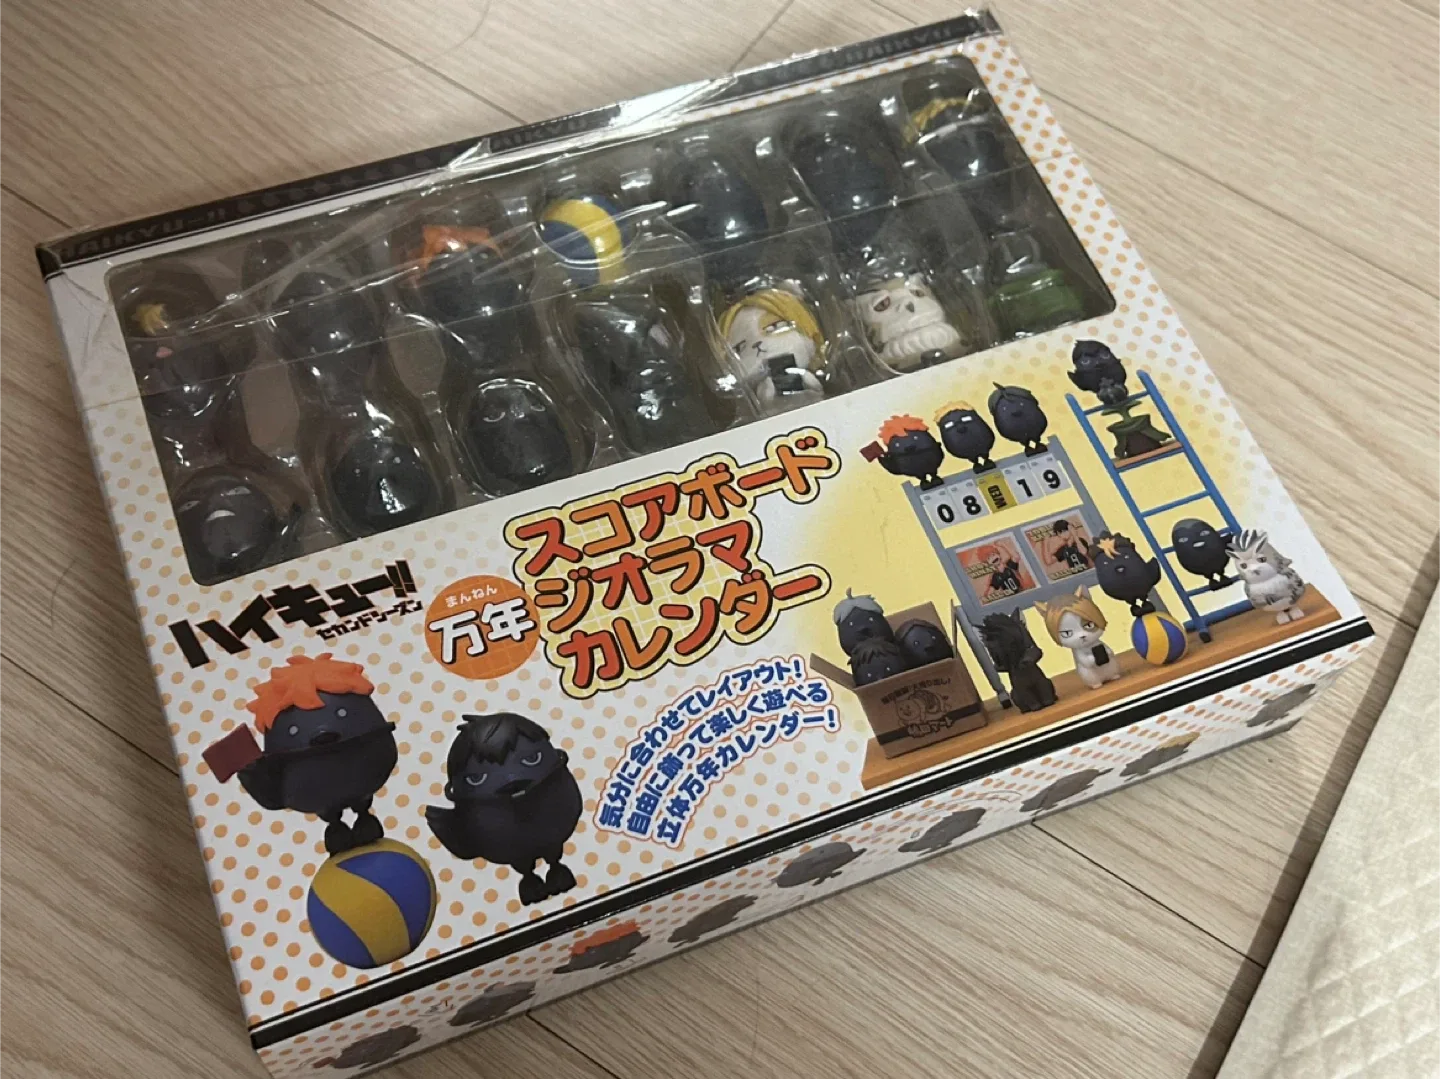 HAIKYU
ハイキュー!!
セカンドシーズン
まんねん
万年
スコアボード
ジオラマ
カレンダー
気分に合わせてレイアウト!
自由に飾って楽しく遊べる
立体万年カレンダー!
08 WED 19